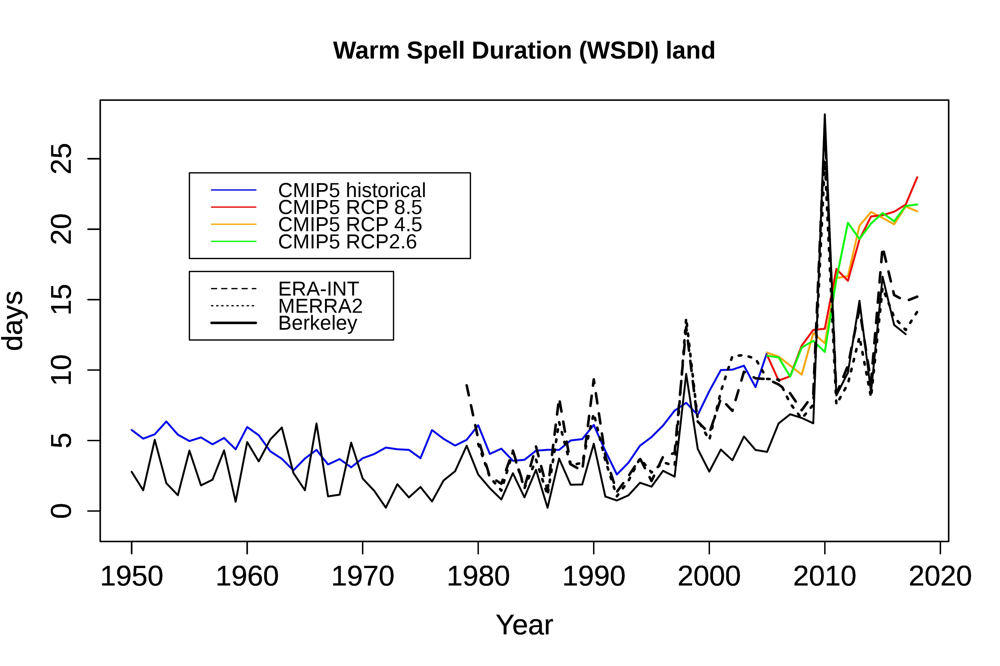 Warm Spell Duration (WSDI) land
days
25
20
15
10
5
0
CMIP5 historical
CMIP5 RCP 8.5
CMIP5 RCP 4.5
CMIP5 RCP2.6
ERA-INT
MERRA2
Berkeley
1950 1960 1970 1980 1990 2000 2010 2020
Year